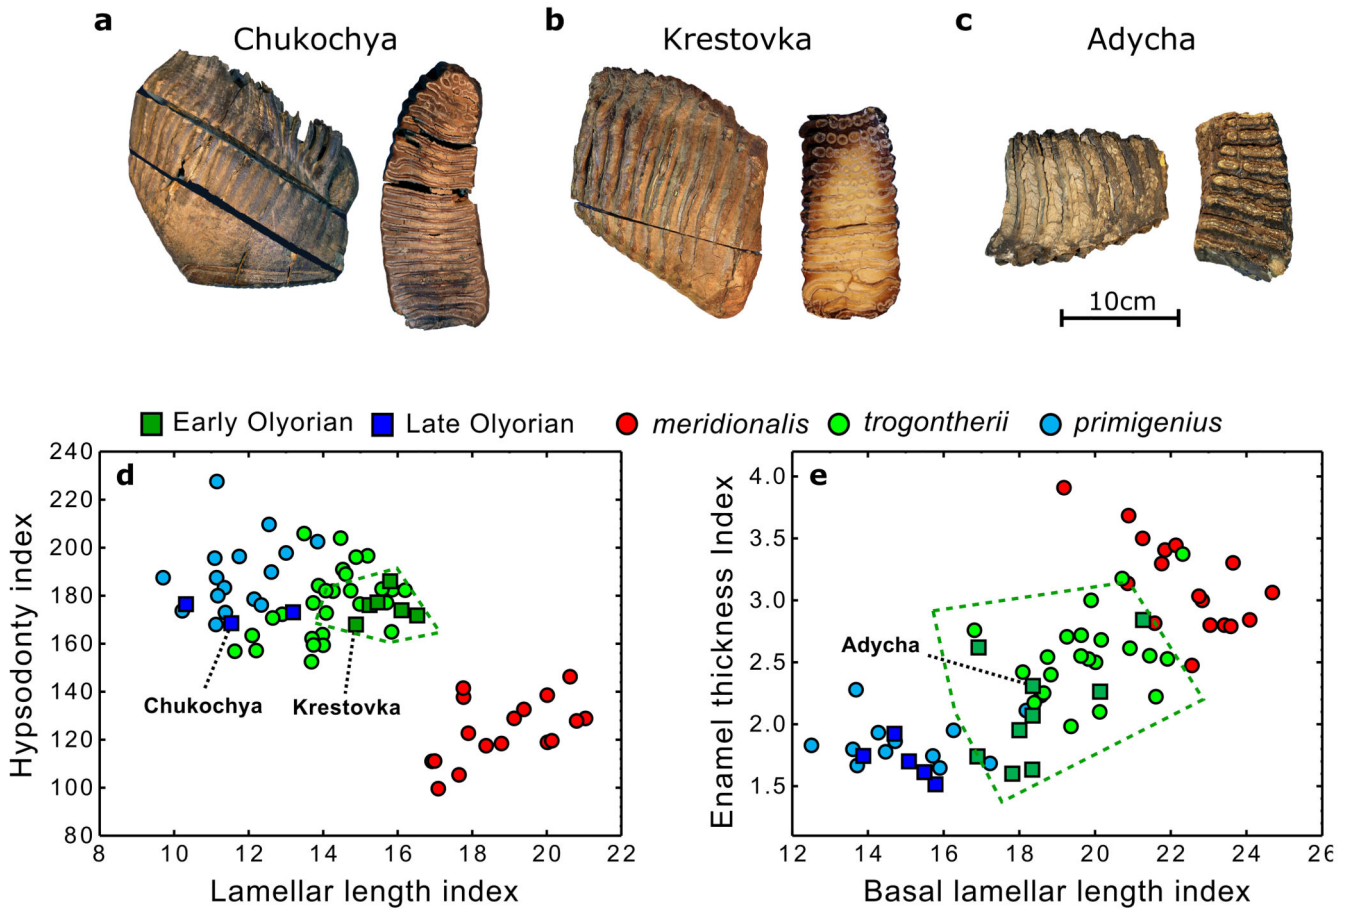 a
Chukochya
b
Krestovka
c
Adycha
10cm
Early Olyorian
Late Olyorian
meridionalis
trogontherii
primigenius
d
240
220
200
180
160
140
120
100
80
Hypsodonty index
Chukochya
Krestovka
8 10 12 14 16 18 20 22
Lamellar length index
e
4.0
3.5
3.0
2.5
2.0
1.5
Enamel thickness Index
Adycha
12 14 16 18 20 22 24 26
Basal lamellar length index